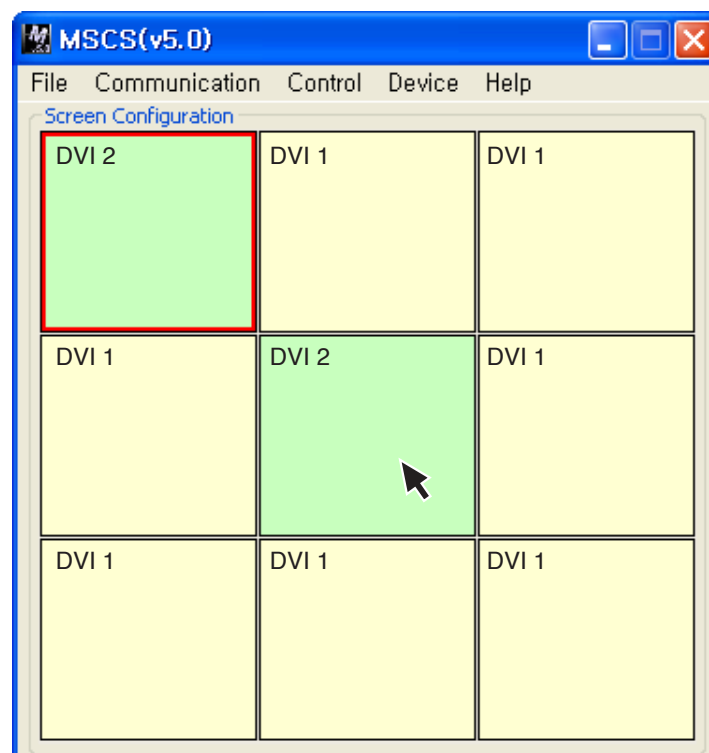 MSCS(v5.0)
File Communication Control Device Help
Screen Configuration
DVI 2 DVI 1 DVI 1
DVI 1 DVI 2 DVI 1
DVI 1 DVI 1 DVI 1